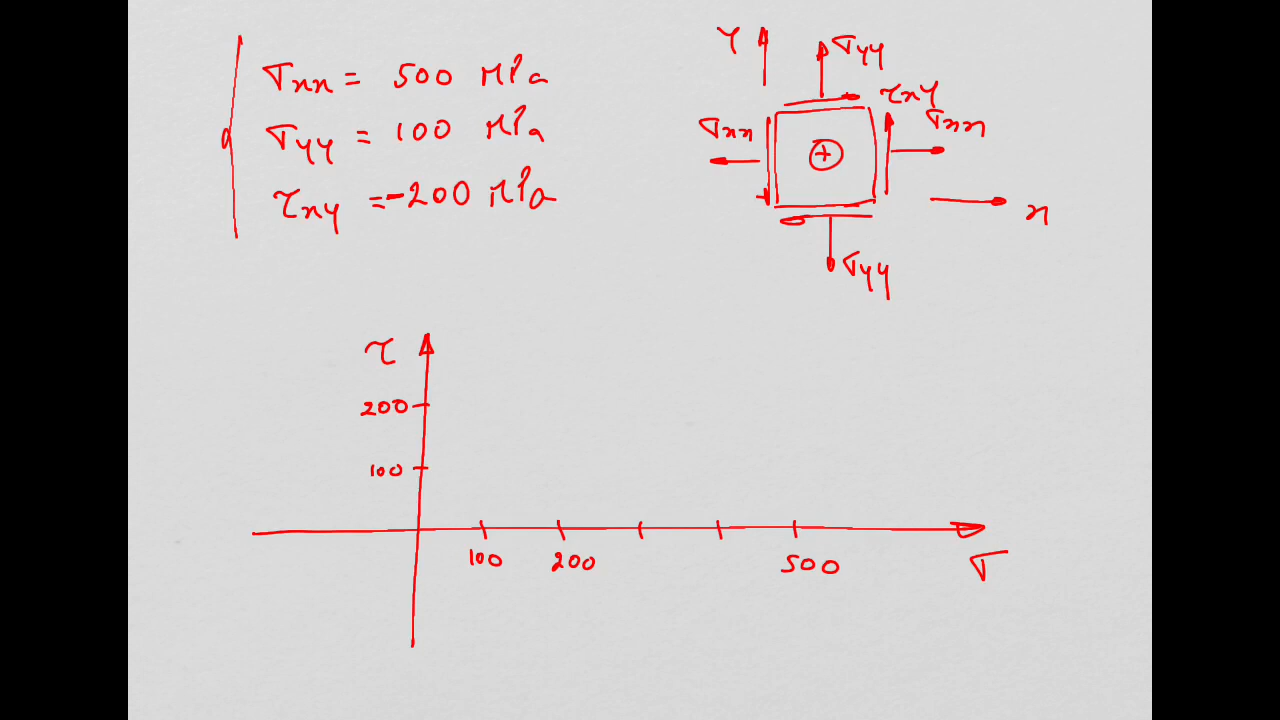 σxx = 500 MPa
σyy = 100 MPa
τxy = -200 MPa
Y
σyy
τxy
σxx
σxx
+
x
σyy
τ
200
100
100 200 500
σ